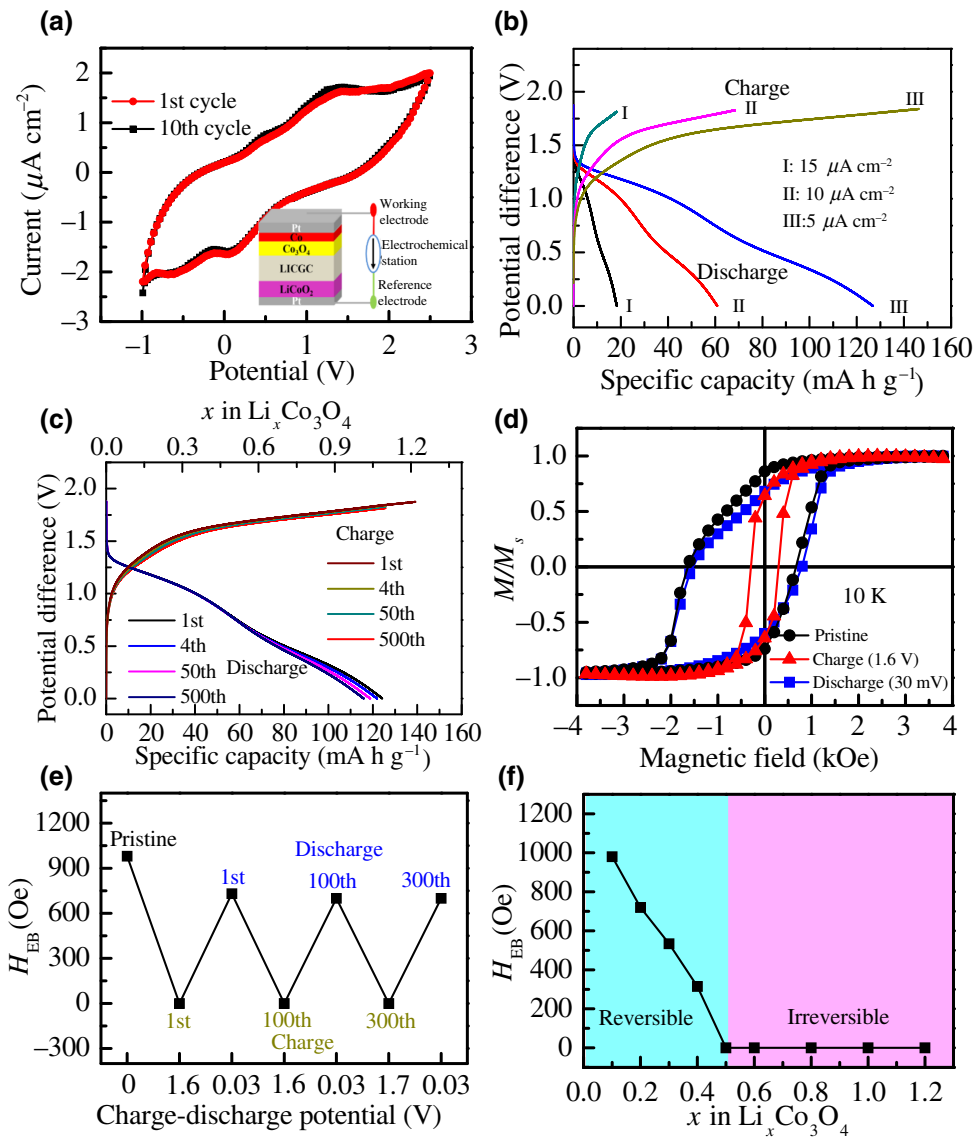 (a)
2
1
0
−1
−2
−3
Current (μA cm⁻²)
1st cycle
10th cycle
Pt
Co
Co₃O₄
LICGC
LiCoO₂
Pt
Working
electrode
Electrochemical
station
Reference
electrode
−1 0 1 2 3
Potential (V)
(b)
2.0
1.5
1.0
0.5
0.0
Potential difference (V)
Charge
I
II
III
I: 15 μA cm⁻²
II: 10 μA cm⁻²
III:5 μA cm⁻²
Discharge
I
II
III
0 20 40 60 80 100 120 140 160
Specific capacity (mA h g⁻¹)
(c)
x in LiₓCo₃O₄
0.0 0.3 0.6 0.9 1.2
2.0
1.5
1.0
0.5
0.0
Potential difference (V)
Charge
1st
4th
50th
500th
1st
4th
50th
500th
Discharge
0 20 40 60 80 100 120 140 160
Specific capacity (mA h g⁻¹)
(d)
1.0
0.5
0.0
−0.5
−1.0
M/Mₛ
10 K
Pristine
Charge (1.6 V)
Discharge (30 mV)
−4 −3 −2 −1 0 1 2 3 4
Magnetic field (kOe)
(e)
1200
900
600
300
0
−300
H_EB (Oe)
Pristine
Discharge
1st
100th
300th
1st
100th
300th
Charge
0 1.6 0.03 1.6 0.03 1.7 0.03
Charge-discharge potential (V)
(f)
1200
1000
800
600
400
200
0
H_EB (Oe)
Reversible
Irreversible
0.0 0.2 0.4 0.6 0.8 1.0 1.2
x in LiₓCo₃O₄